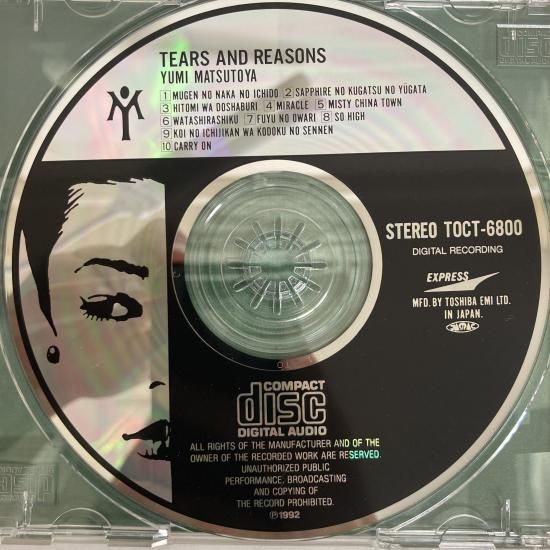 TEARS AND REASONS
YUMI MATSUTOYA
1 MUGEN NO NAKA NO ICHIDO 2 SAPPHIRE NO KUGATSU NO YŪGATA
3 HITOMI WA DOSHABURI 4 MIRACLE 5 MISTY CHINA TOWN
6 WATASHIRASHIKU 7 FUYU NO OWARI 8 SO HIGH
9 KOI NO ICHIJIKAN WA KODOKU NO SENNEN
10 CARRY ON
STEREO TOCT-6800
DIGITAL RECORDING
EXPRESS
MFD. BY TOSHIBA EMI LTD.
IN JAPAN.
COMPACT
disc
DIGITAL AUDIO
ALL RIGHTS OF THE MANUFACTURER AND OF THE
OWNER OF THE RECORDED WORK ARE RESERVED.
UNAUTHORIZED PUBLIC
PERFORMANCE, BROADCASTING
AND COPYING OF
THE RECORD PROHIBITED.
℗1992